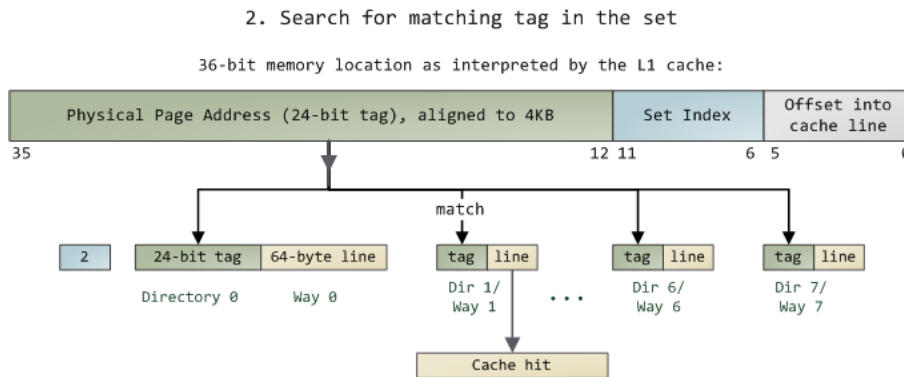 2. Search for matching tag in the set
36-bit memory location as interpreted by the L1 cache:
Physical Page Address (24-bit tag), aligned to 4KB
Set Index
Offset into
cache line
35
12
11
6
5
match
2
24-bit tag
64-byte line
tag
line
tag
line
tag
line
Directory 0
Way 0
Dir 1/
Way 1
...
Dir 6/
Way 6
Dir 7/
Way 7
Cache hit